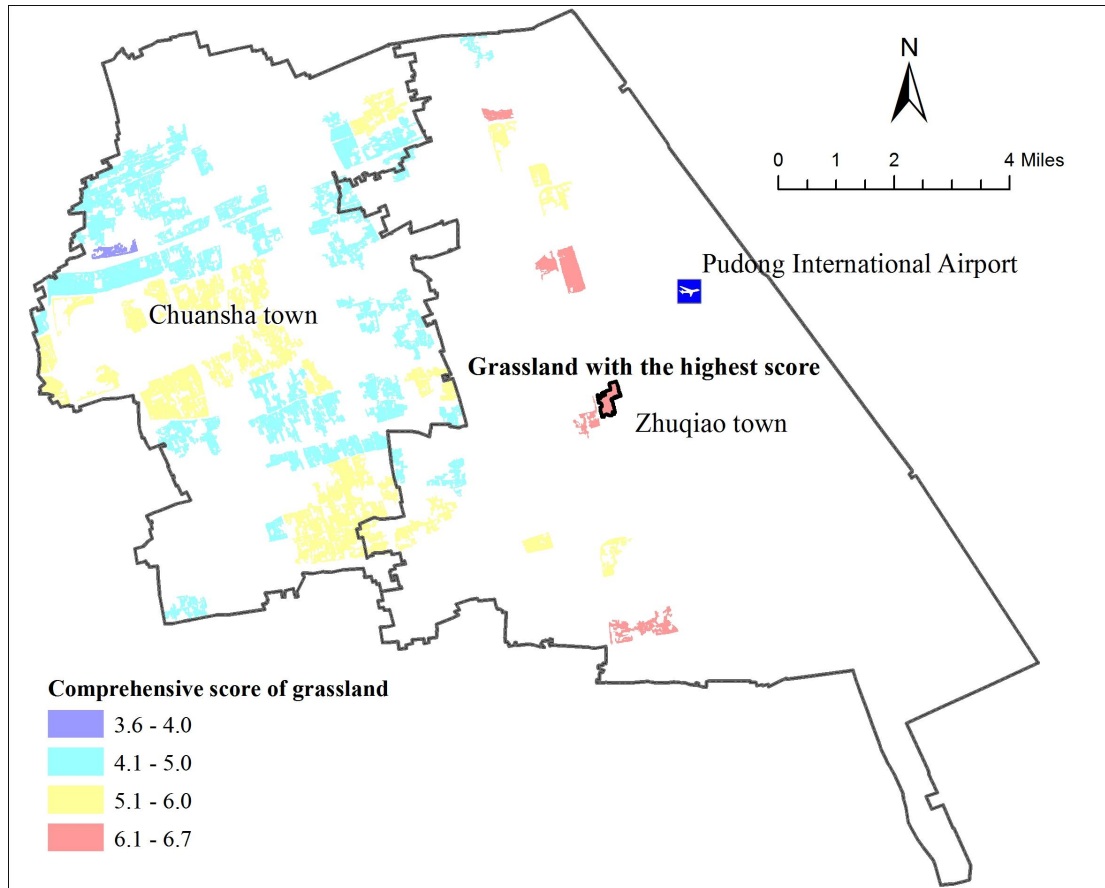 N
0 1 2 4 Miles
Pudong International Airport
Chuansha town
Grassland with the highest score
Zhuqiao town
Comprehensive score of grassland
3.6 - 4.0
4.1 - 5.0
5.1 - 6.0
6.1 - 6.7